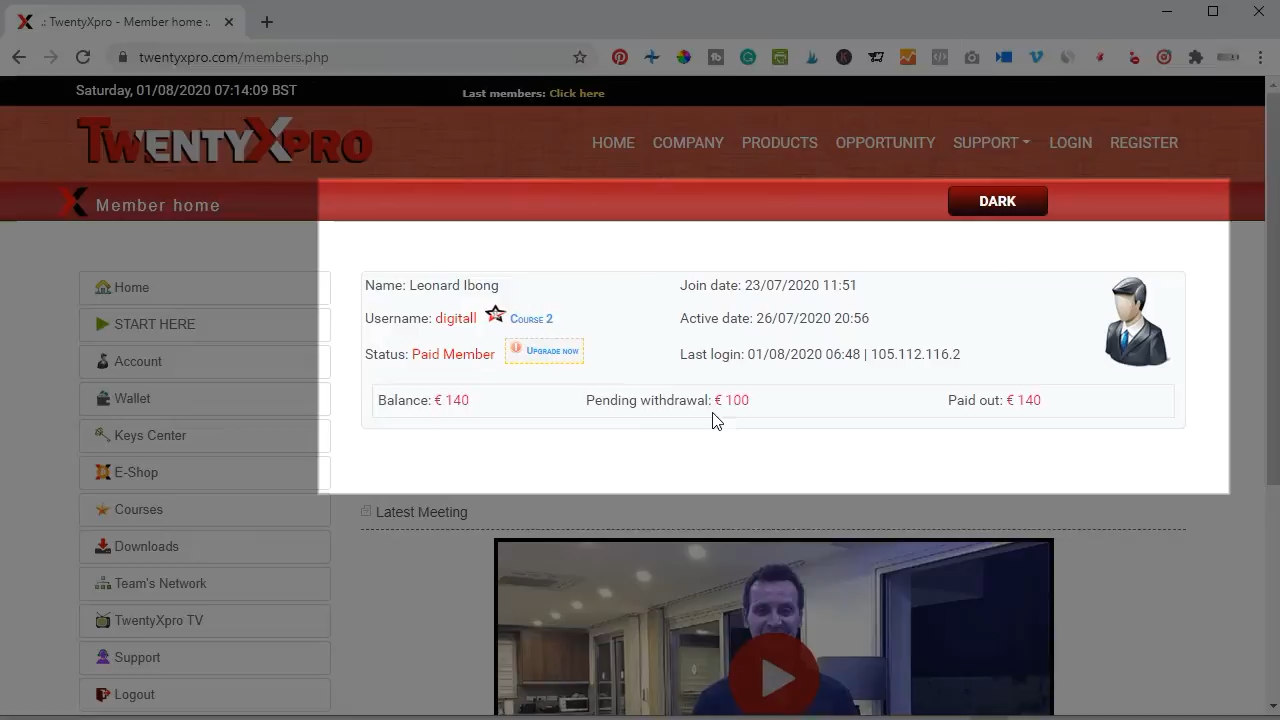 .: TwentyXpro - Member home :.
twentyxpro.com/members.php
Saturday, 01/08/2020 07:14:09 BST
Last members: Click here
TWENTYXPRO
HOME COMPANY PRODUCTS OPPORTUNITY SUPPORT LOGIN REGISTER
Member home
DARK
Home
START HERE
Account
Wallet
Keys Center
E-Shop
Courses
Downloads
Team's Network
TwentyXpro TV
Support
Logout
Name: Leonard Ibong
Join date: 23/07/2020 11:51
Username: digitall COURSE 2
Active date: 26/07/2020 20:56
Status: Paid Member UPGRADE NOW
Last login: 01/08/2020 06:48 | 105.112.116.2
Balance: € 140
Pending withdrawal: € 100
Paid out: € 140
Latest Meeting